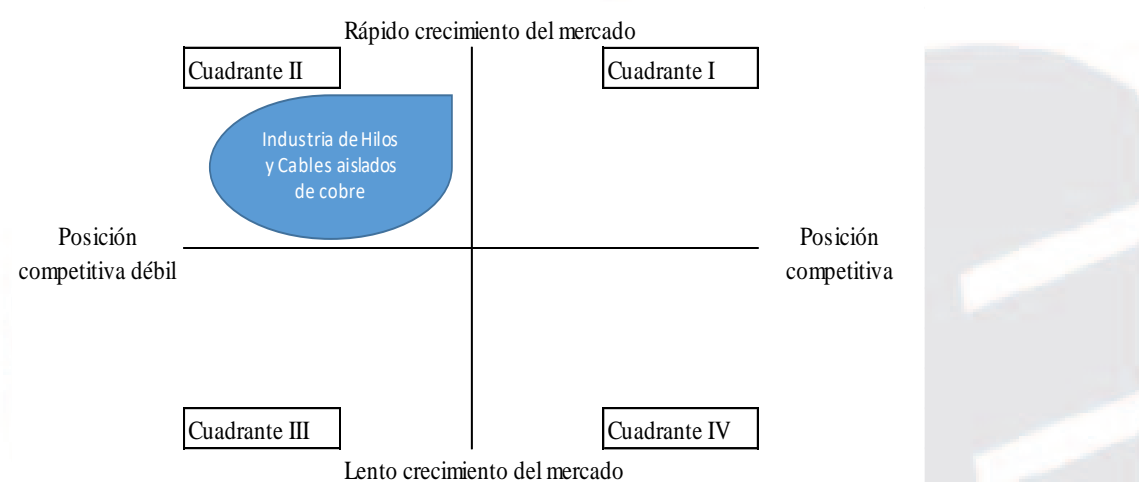 Rápido crecimiento del mercado
Cuadrante II
Cuadrante I
Industria de Hilos
y Cables aislados
de cobre
Posición
competitiva débil
Posición
competitiva
Cuadrante III
Cuadrante IV
Lento crecimiento del mercado